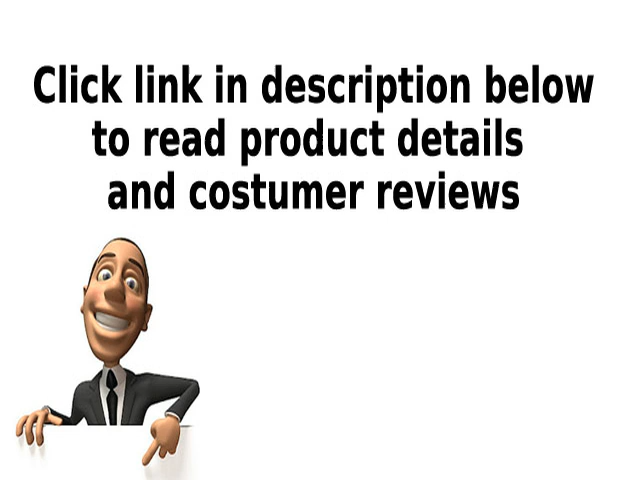 Click link in description below
to read product details
and costumer reviews